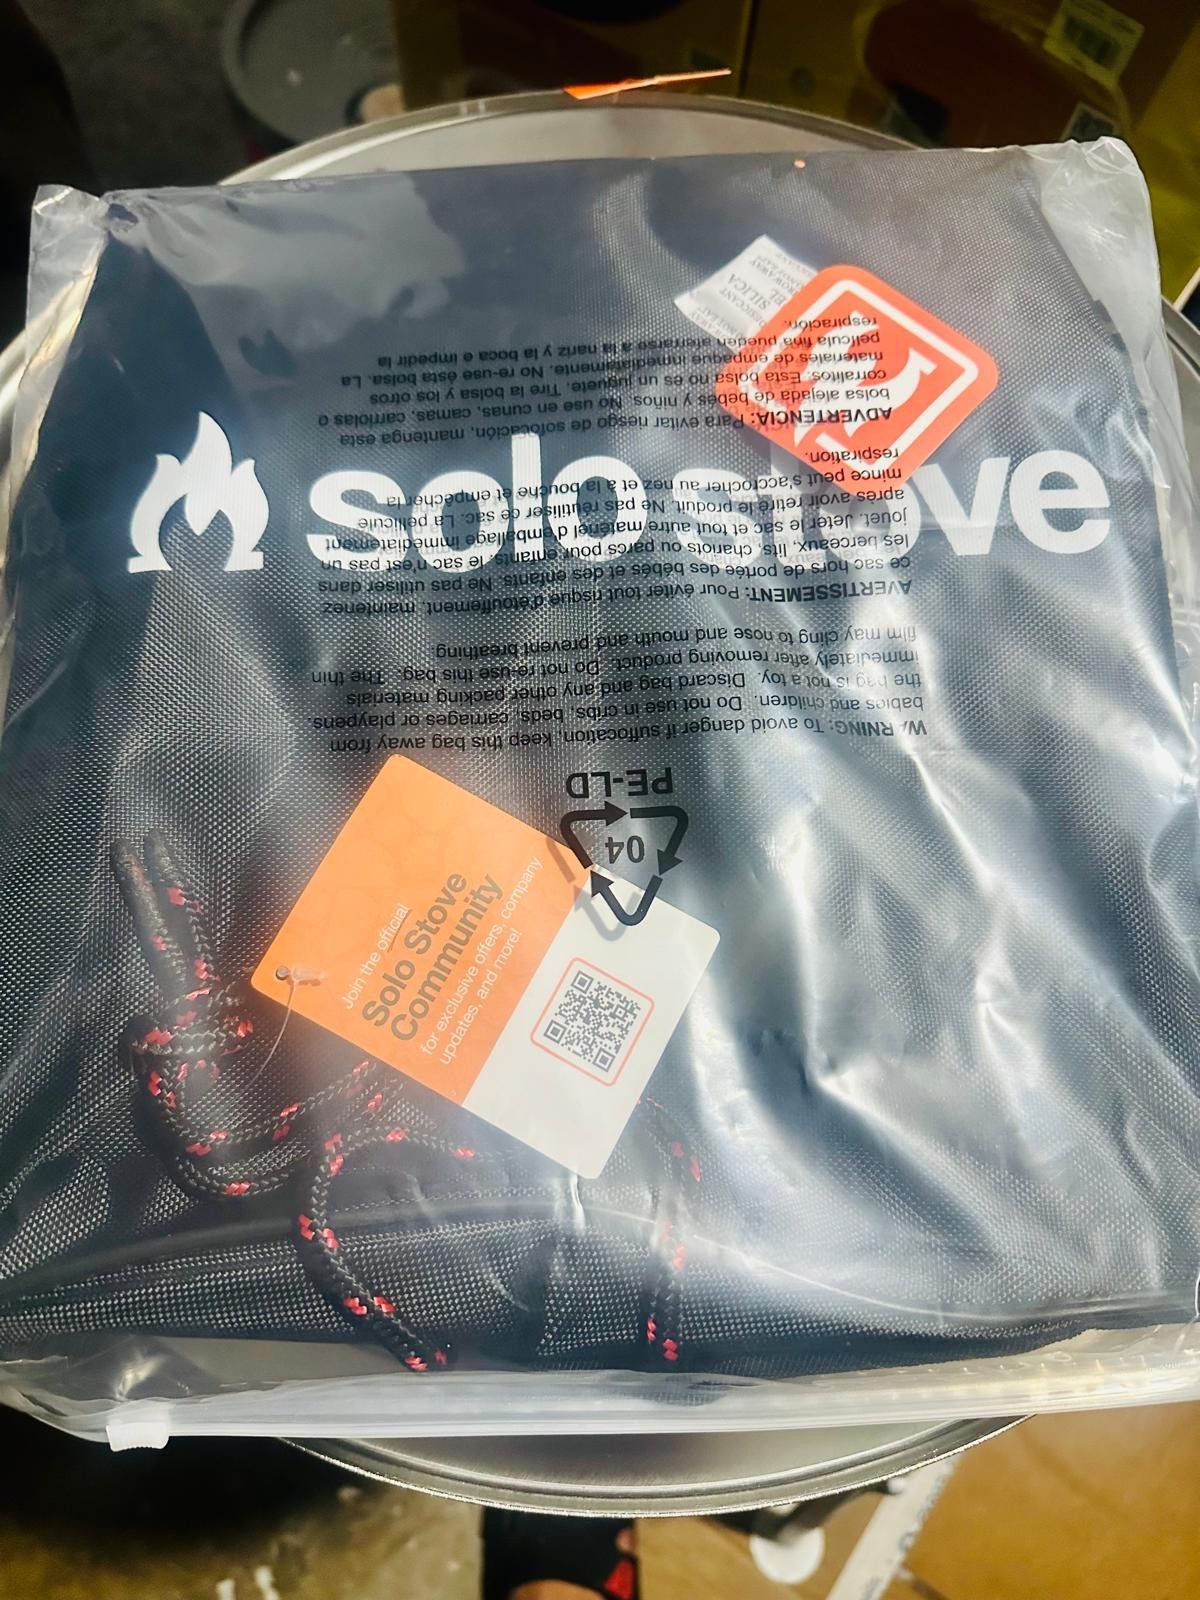 solo stove
WARNING: To avoid danger if suffocation, keep this bag away from
babies and children. Do not use in cribs, beds, carriages or playpens
the bag is not a toy. Discard bag and any other packing materials
immediately after removing product. Do not re-use this bag. The thin
film may cling to nose and mouth and prevent breathing.
AVERTISSEMENT: Pour éviter tout risque d'étouffement, maintenez
ce sac hors de portée des bébés et des enfants. Ne pas utiliser dans
les berceaux, lits, chariots ou parcs pour enfants. le sac n'est pas un
jouet. Jeter le sac et tout autre matériel d'emballage immédiatement
après avoir retiré le produit. Ne pas réutiliser ce sac. La pellicule
mince peut s'accrocher au nez et à la bouche et empêcher la
respiration.
ADVERTENCIA: Para evitar riesgo de sofocación, mantenga esta
bolsa alejada de bebés y niños. No use en cunas, camas, carriolas o
corralitos. Esta bolsa no es un juguete. Tire la bolsa y los otros
materiales de empaque inmediatamente. No re-use ésta bolsa. La
película fina pueden aferrarse a la nariz y la boca e impedir la
respiración.
PE-LD
04
SILICA
Join the official
Solo Stove
Community
for exclusive offers, company
updates, and more!